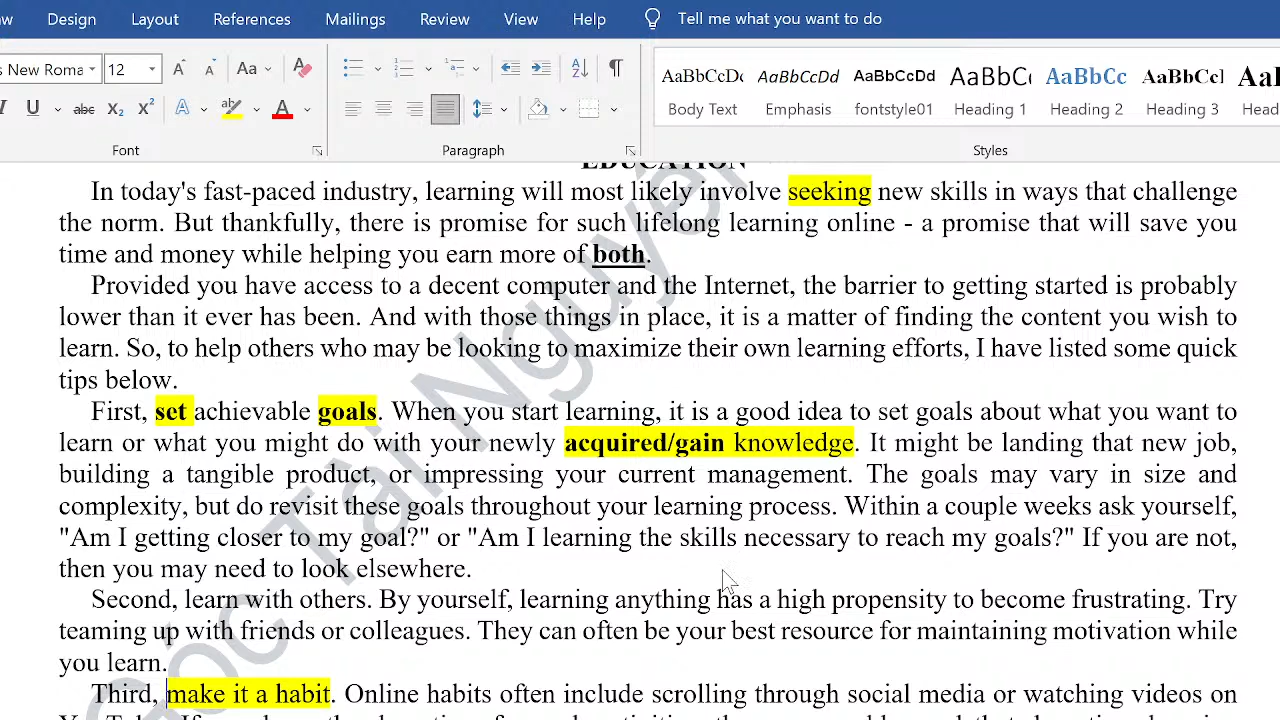 Design Layout References Mailings Review View Help Tell me what you want to do
12 Aa
U abc X₂ X² A A
Font Paragraph Styles
AaBbCcDc AaBbCcDd AaBbCcDd AaBbCc AaBbCc AaBbCcl
Body Text Emphasis fontstyle01 Heading 1 Heading 2 Heading 3
EDUCATION
In today's fast-paced industry, learning will most likely involve seeking new skills in ways that challenge
the norm. But thankfully, there is promise for such lifelong learning online - a promise that will save you
time and money while helping you earn more of both.
Provided you have access to a decent computer and the Internet, the barrier to getting started is probably
lower than it ever has been. And with those things in place, it is a matter of finding the content you wish to
learn. So, to help others who may be looking to maximize their own learning efforts, I have listed some quick
tips below.
First, set achievable goals. When you start learning, it is a good idea to set goals about what you want to
learn or what you might do with your newly acquired/gain knowledge. It might be landing that new job,
building a tangible product, or impressing your current management. The goals may vary in size and
complexity, but do revisit these goals throughout your learning process. Within a couple weeks ask yourself,
"Am I getting closer to my goal?" or "Am I learning the skills necessary to reach my goals?" If you are not,
then you may need to look elsewhere.
Second, learn with others. By yourself, learning anything has a high propensity to become frustrating. Try
teaming up with friends or colleagues. They can often be your best resource for maintaining motivation while
you learn.
Third, make it a habit. Online habits often include scrolling through social media or watching videos on
Góc Tài Nguyên